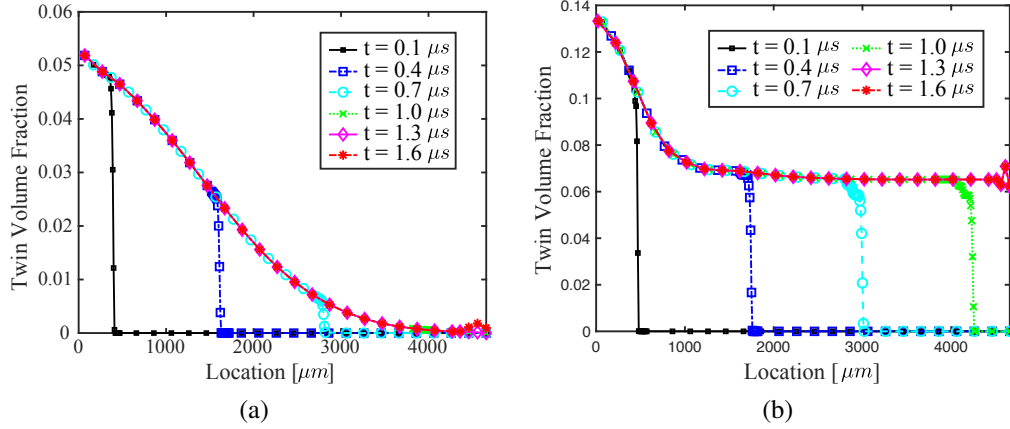 0.06
0.05
0.04
0.03
0.02
0.01
0
Twin Volume Fraction
t = 0.1 μs
t = 0.4 μs
t = 0.7 μs
t = 1.0 μs
t = 1.3 μs
t = 1.6 μs
0 1000 2000 3000 4000
Location [μm]
(a)
0.14
0.12
0.1
0.08
0.06
0.04
0.02
0
Twin Volume Fraction
t = 0.1 μs t = 1.0 μs
t = 0.4 μs t = 1.3 μs
t = 0.7 μs t = 1.6 μs
0 1000 2000 3000 4000
Location [μm]
(b)